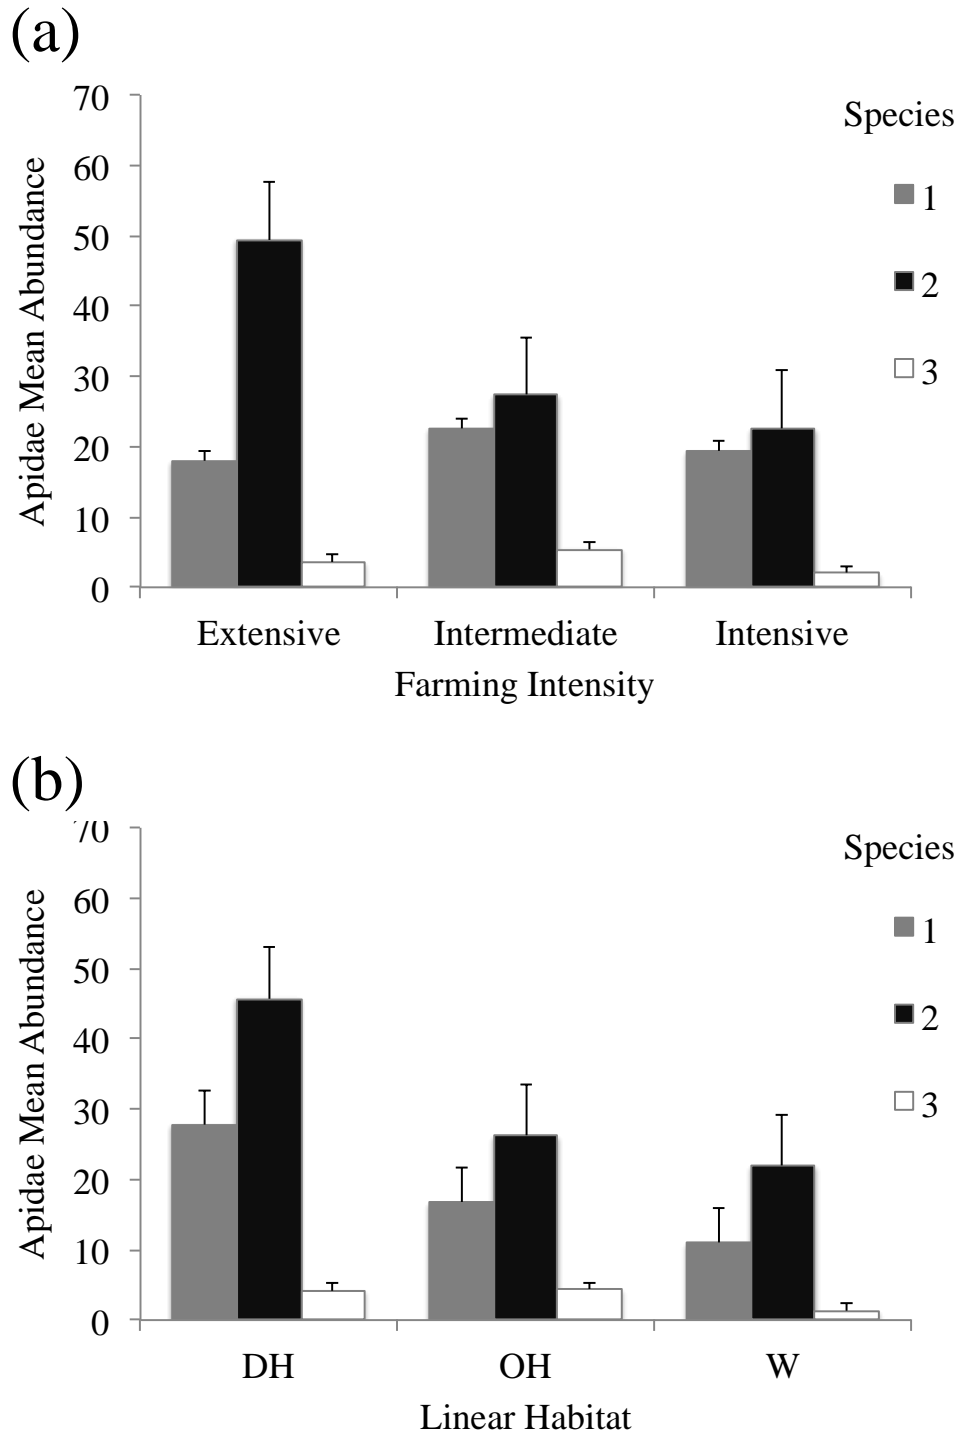 (a)
Apidae Mean Abundance
70
60
50
40
30
20
10
0
Extensive Intermediate Intensive
Farming Intensity
Species
1
2
3
(b)
Apidae Mean Abundance
70
60
50
40
30
20
10
0
DH OH W
Linear Habitat
Species
1
2
3